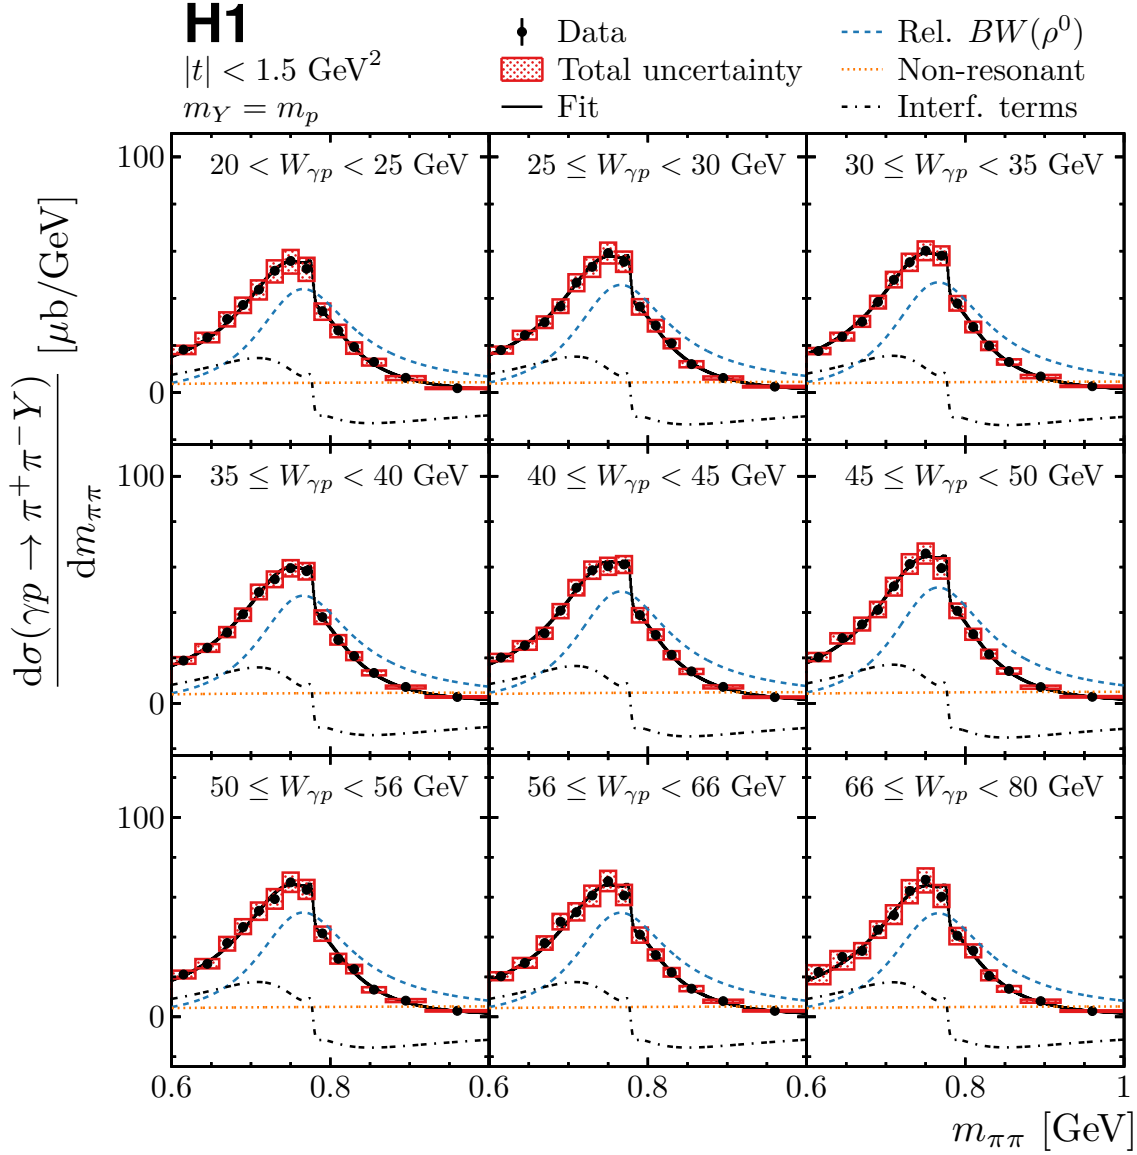 H1
|t| < 1.5 GeV²
m_Y = m_p
Data
Total uncertainty
Fit
Rel. BW(ρ⁰)
Non-resonant
Interf. terms
dσ(γp → π⁺π⁻Y)
dm_ππ
[μb/GeV]
20 < W_γp < 25 GeV
25 ≤ W_γp < 30 GeV
30 ≤ W_γp < 35 GeV
100
0
35 ≤ W_γp < 40 GeV
40 ≤ W_γp < 45 GeV
45 ≤ W_γp < 50 GeV
100
0
50 ≤ W_γp < 56 GeV
56 ≤ W_γp < 66 GeV
66 ≤ W_γp < 80 GeV
100
0
0.6 0.8 0.6 0.8 0.6 0.8 1
m_ππ [GeV]